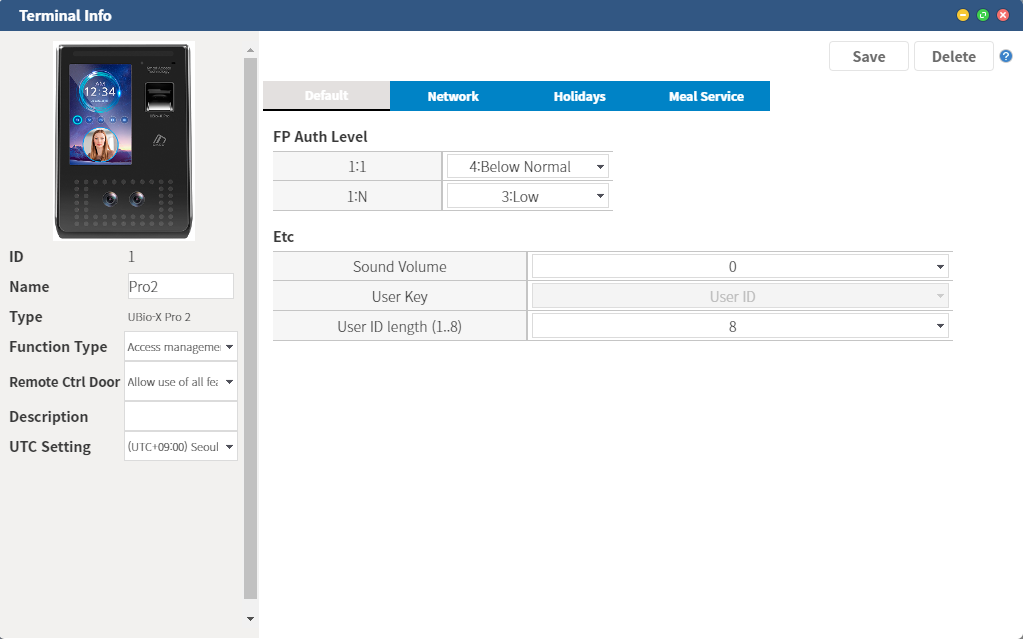 Terminal Info
Save
Delete
Default
Network
Holidays
Meal Service
12:34
FP Auth Level
1:1
4:Below Normal
1:N
3:Low
Etc
Sound Volume
0
User Key
User ID
User ID length (1..8)
8
ID
1
Name
Pro2
Type
UBio-X Pro 2
Function Type
Access manageme
Remote Ctrl Door
Allow use of all fea
Description
UTC Setting
(UTC+09:00) Seoul